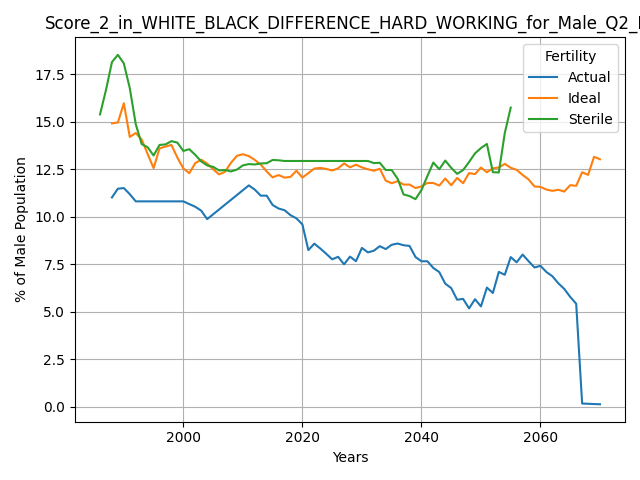 Score_2_in_WHITE_BLACK_DIFFERENCE_HARD_WORKING_for_Male_Q2_
Fertility
Actual
Ideal
Sterile
17.5
15.0
12.5
10.0
7.5
5.0
2.5
0.0
% of Male Population
2000
2020
2040
2060
Years